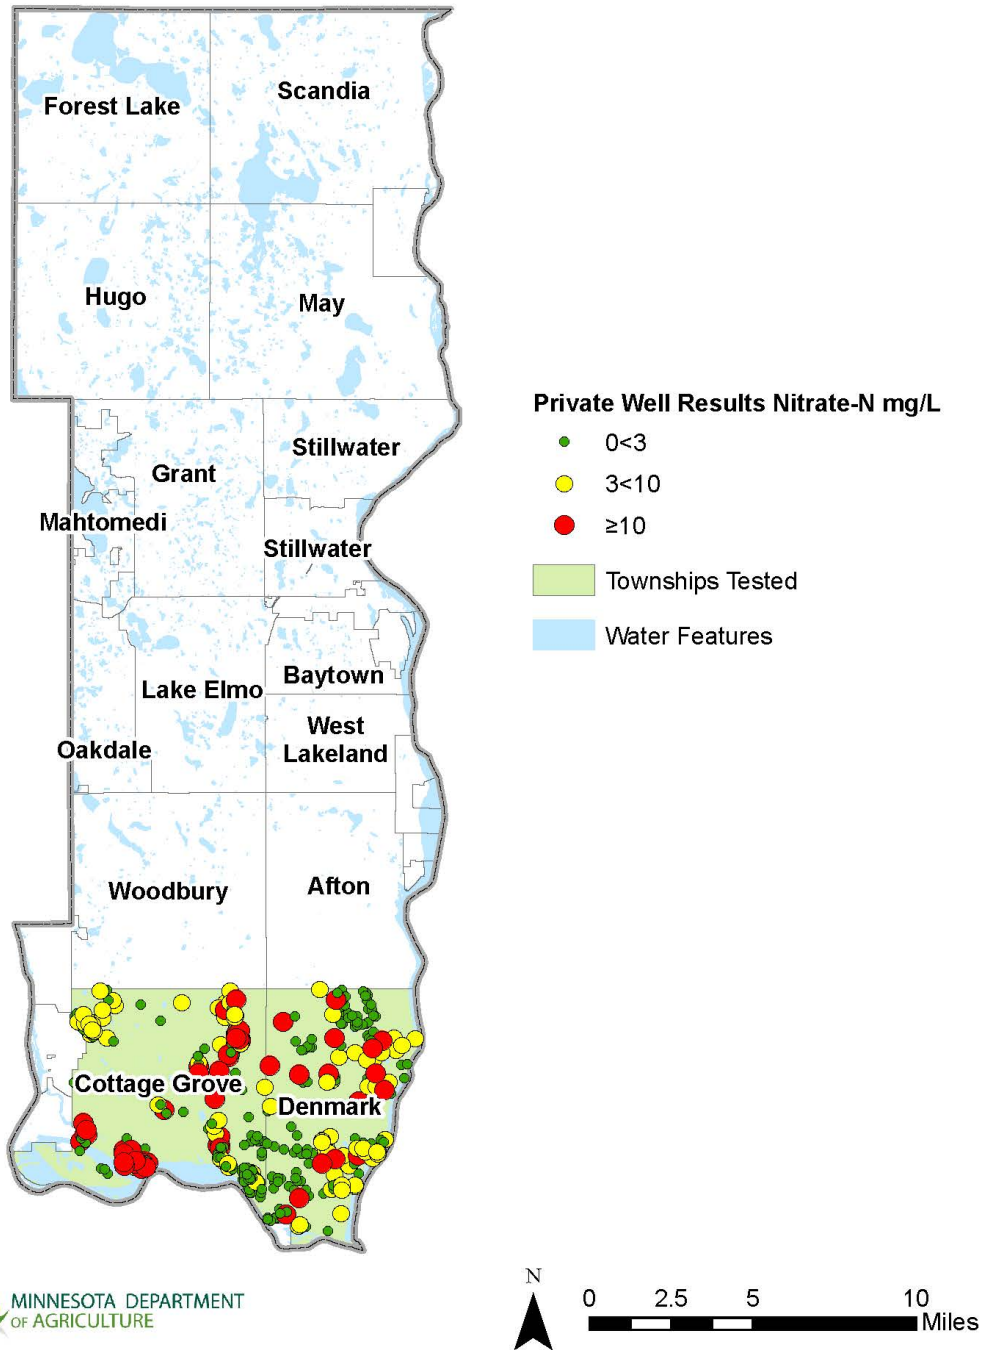 Forest Lake
Scandia
Hugo
May
Stillwater
Grant
Mahtomedi
Stillwater
Baytown
Lake Elmo
West
Lakeland
Oakdale
Woodbury
Afton
Cottage Grove
Denmark
Private Well Results Nitrate-N mg/L
0<3
3<10
≥10
Townships Tested
Water Features
MINNESOTA DEPARTMENT
OF AGRICULTURE
N
0 2.5 5 10
Miles